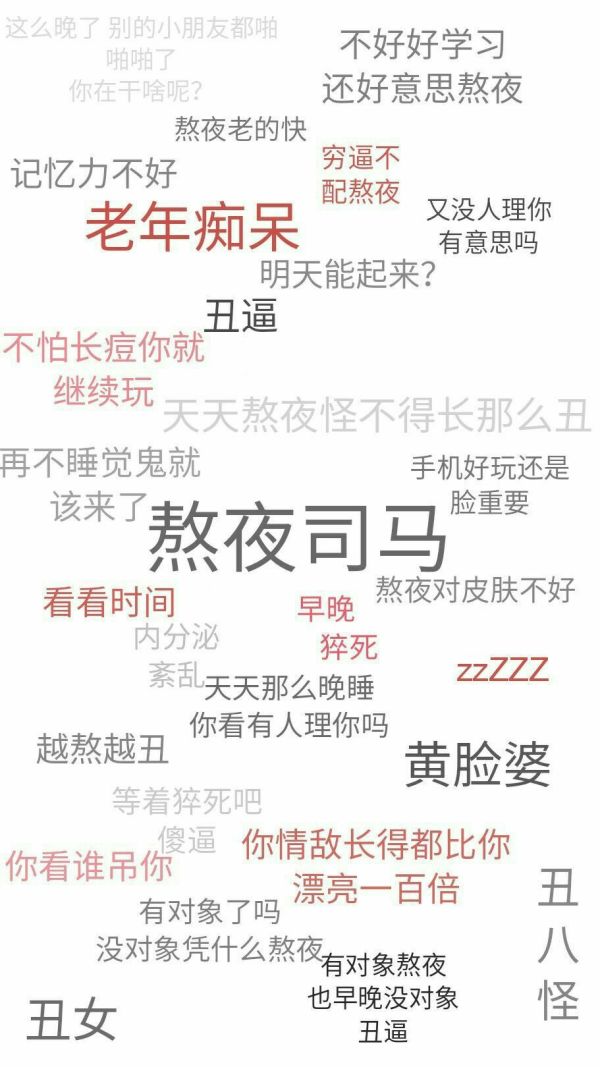 这么晚了 别的小朋友都啪
啪啪了
你在干啥呢?
不好好学习
还好意思熬夜
熬夜老的快
记忆力不好
穷逼不
配熬夜
老年痴呆
又没人理你
有意思吗
明天能起来?
丑逼
不怕长痘你就
继续玩
天天熬夜怪不得长那么丑
再不睡觉鬼就
该来了
手机好玩还是
脸重要
熬夜司马
熬夜对皮肤不好
看看时间
早晚
猝死
内分泌
紊乱
zzZZZ
天天那么晚睡
你看有人理你吗
越熬越丑
黄脸婆
等着猝死吧
傻逼
你情敌长得都比你
漂亮一百倍
你看谁吊你
丑
八
怪
有对象了吗
没对象凭什么熬夜
有对象熬夜
也早晚没对象
丑逼
丑女